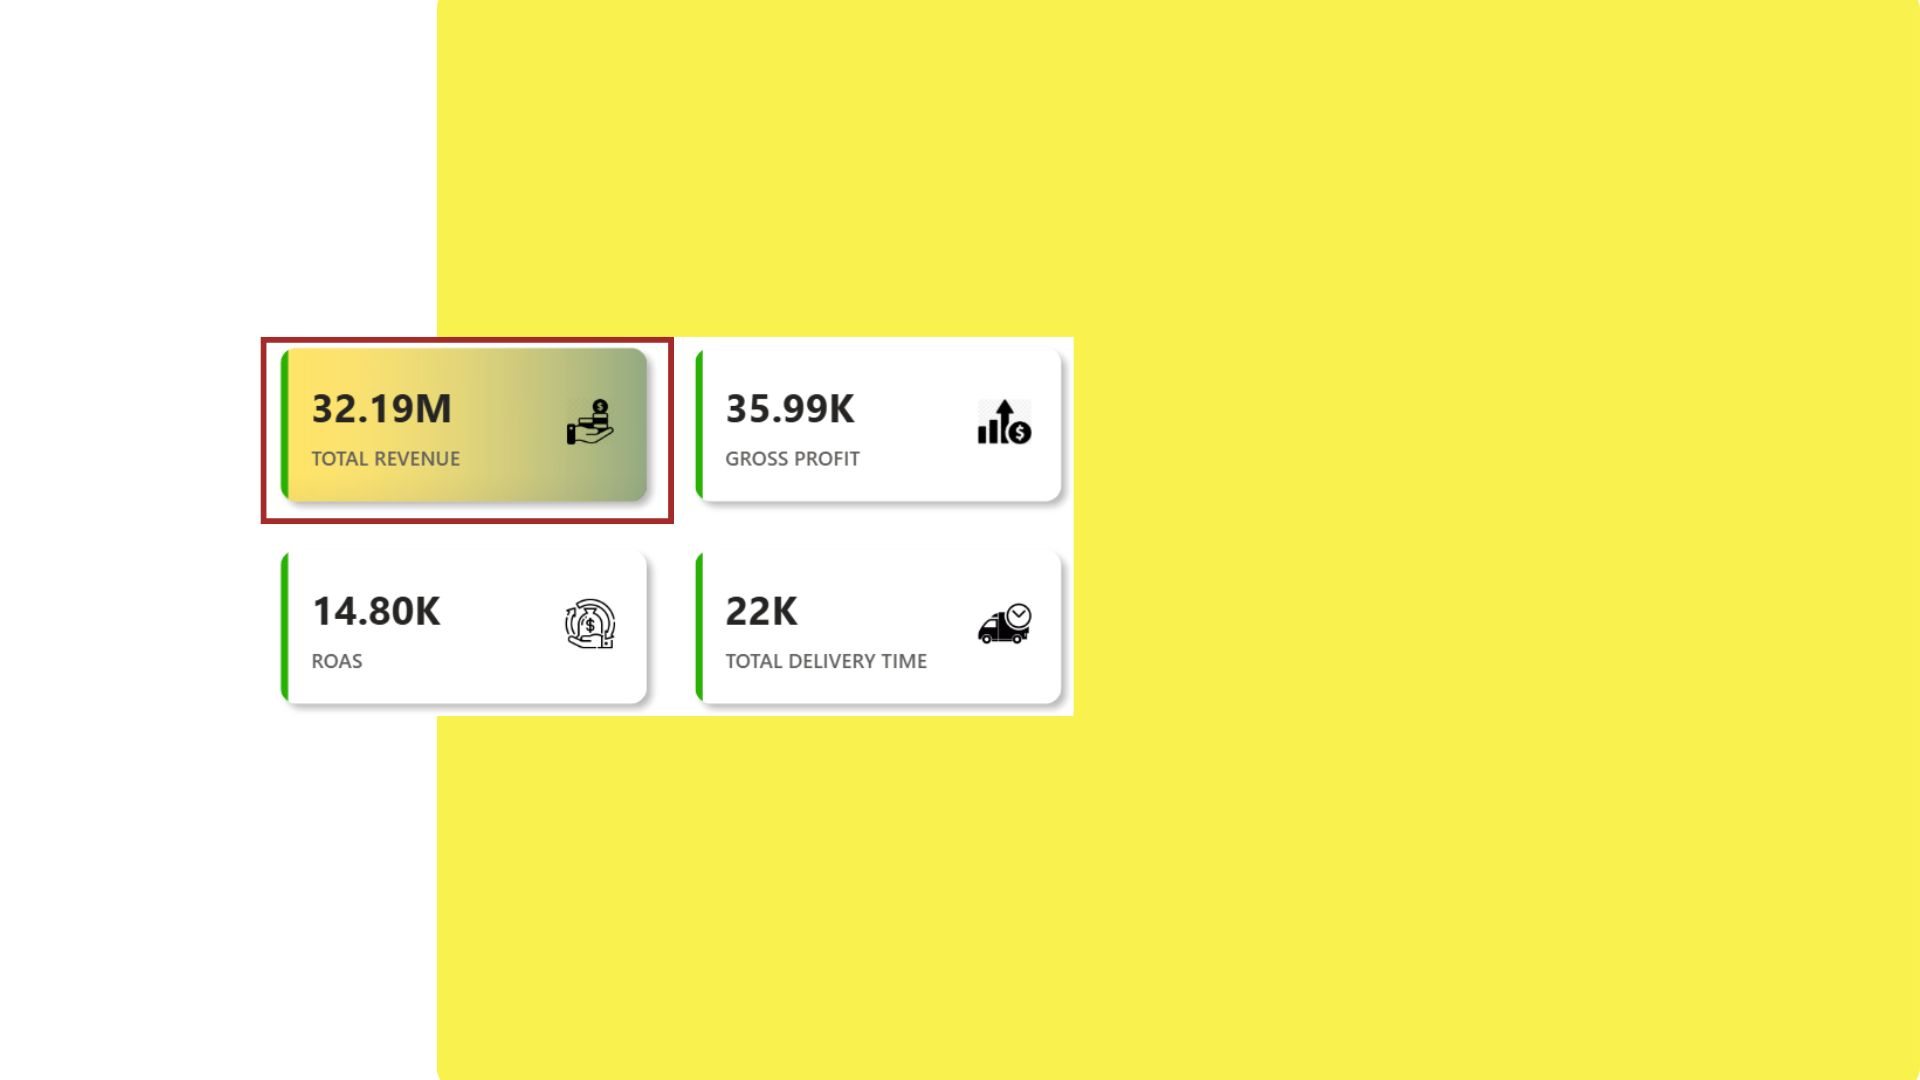 32.19M
TOTAL REVENUE
35.99K
GROSS PROFIT
14.80K
ROAS
22K
TOTAL DELIVERY TIME